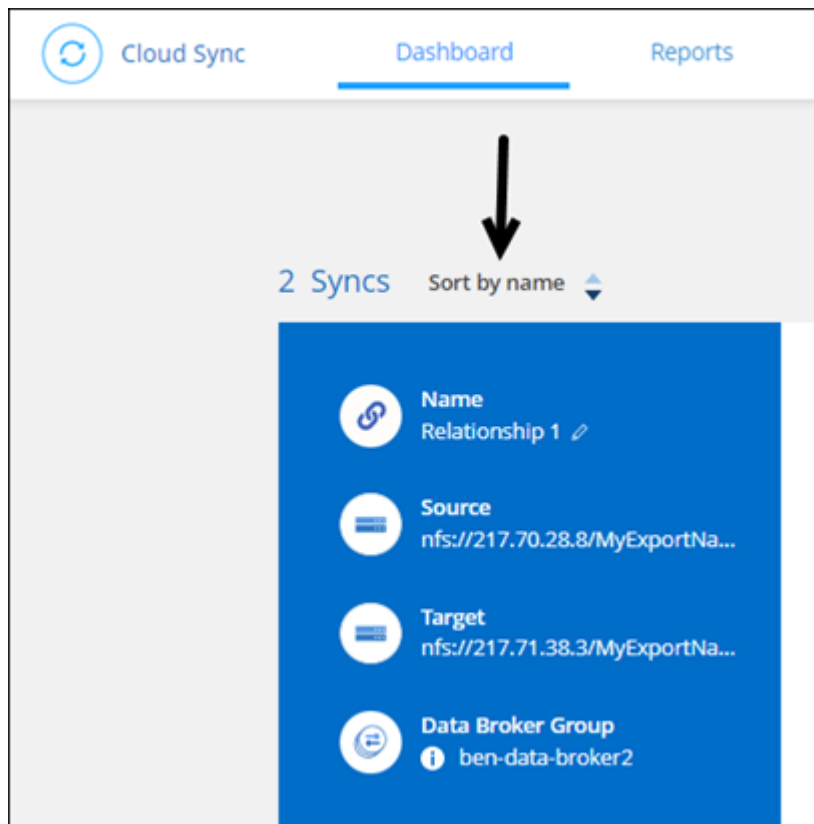 Cloud Sync Dashboard Reports
2 Syncs Sort by name
Name
Relationship 1
Source
nfs://217.70.28.8/MyExportNa...
Target
nfs://217.71.38.3/MyExportNa...
Data Broker Group
ben-data-broker2